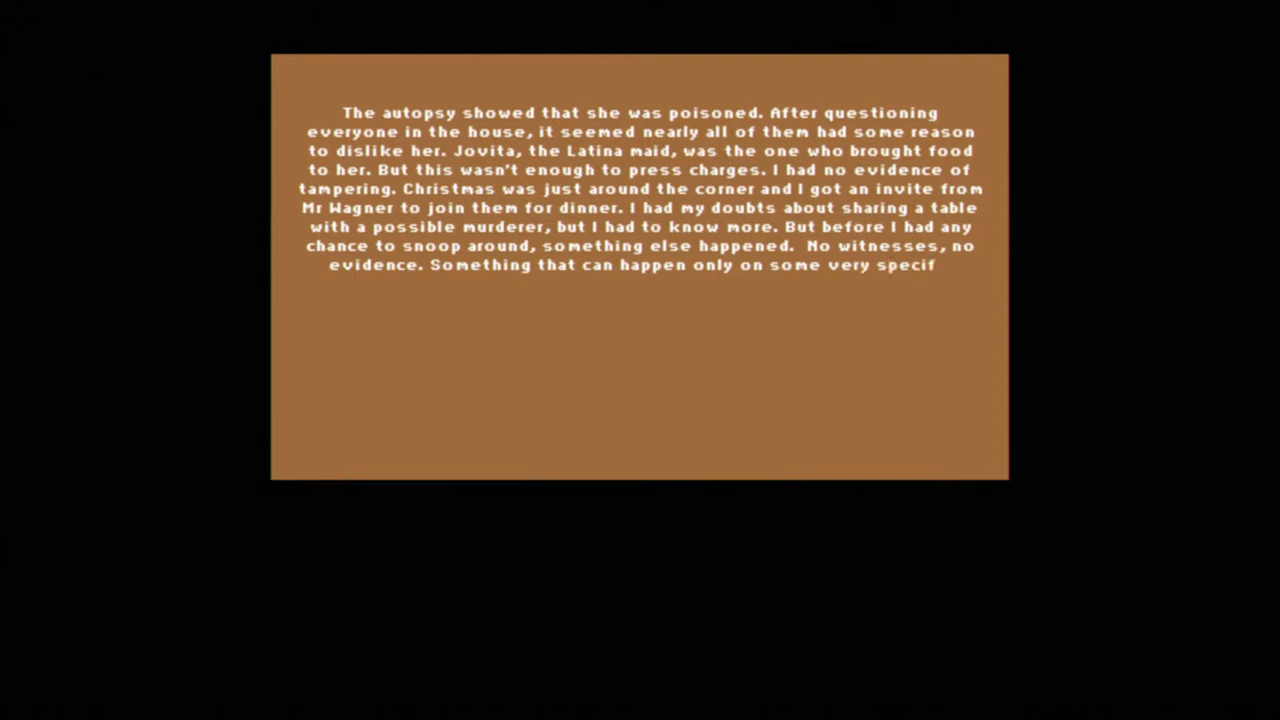 The autopsy showed that she was poisoned. After questioning
everyone in the house, it seemed nearly all of them had some reason
to dislike her. Jovita, the Latina maid, was the one who brought food
to her. But this wasn't enough to press charges. I had no evidence of
tampering. Christmas was just around the corner and I got an invite from
Mr Wagner to join them for dinner. I had my doubts about sharing a table
with a possible murderer, but I had to know more. But before I had any
chance to snoop around, something else happened.  No witnesses, no
evidence. Something that can happen only on some very specif